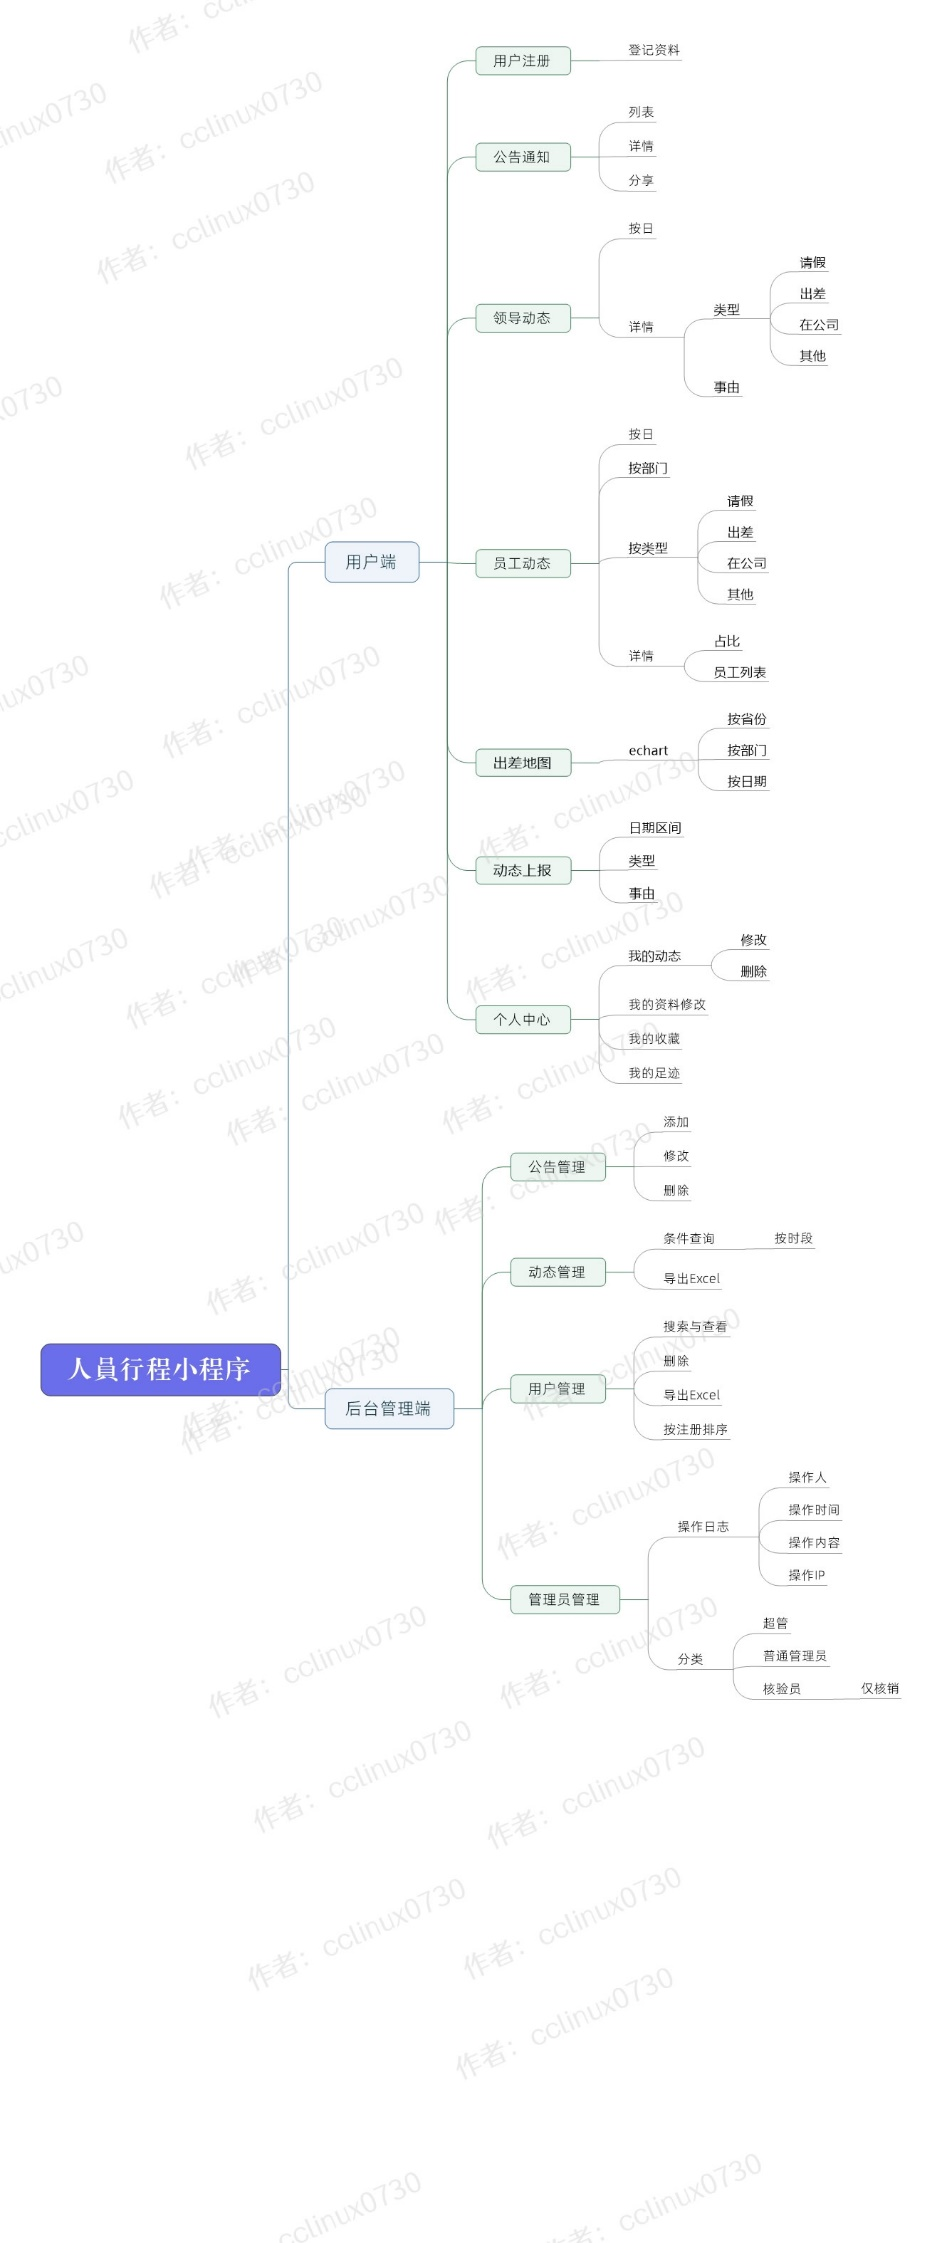 人員行程小程序
用户端
用户注册
登记资料
公告通知
列表
详情
分享
领导动态
按日
详情
类型
请假
出差
在公司
其他
事由
员工动态
按日
按部门
按类型
请假
出差
在公司
其他
详情
占比
员工列表
出差地图
echart
按省份
按部门
按日期
动态上报
日期区间
类型
事由
个人中心
我的动态
修改
删除
我的资料修改
我的收藏
我的足迹
后台管理端
公告管理
添加
修改
删除
动态管理
条件查询
按时段
导出Excel
用户管理
搜索与查看
删除
导出Excel
按注册排序
管理员管理
操作日志
操作人
操作时间
操作内容
操作IP
分类
超管
普通管理员
核验员
仅核销
作者：cclinux0730